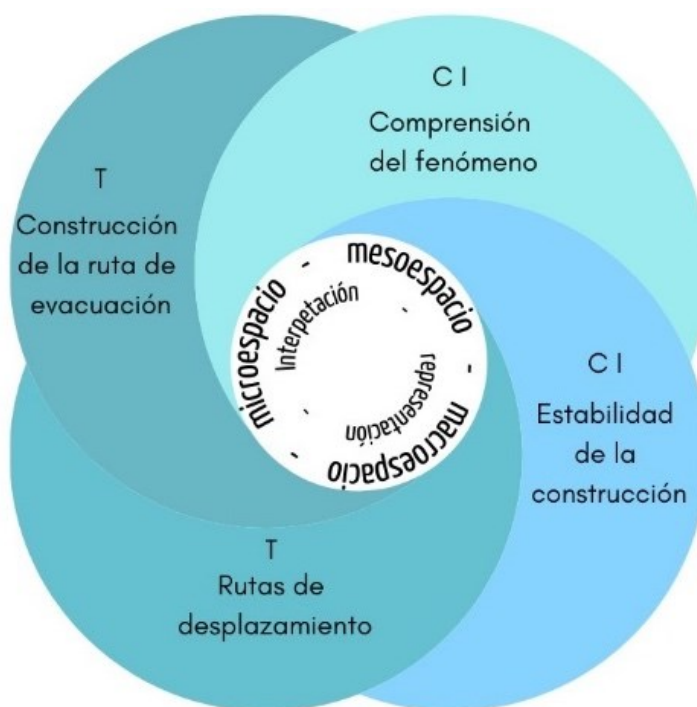 C I
Comprensión
del fenómeno
T
Construcción
de la ruta de
evacuación
microespacio - mesoespacio - macroespacio -
Interpetación - representación -
C I
Estabilidad
de la
construcción
T
Rutas de
desplazamiento